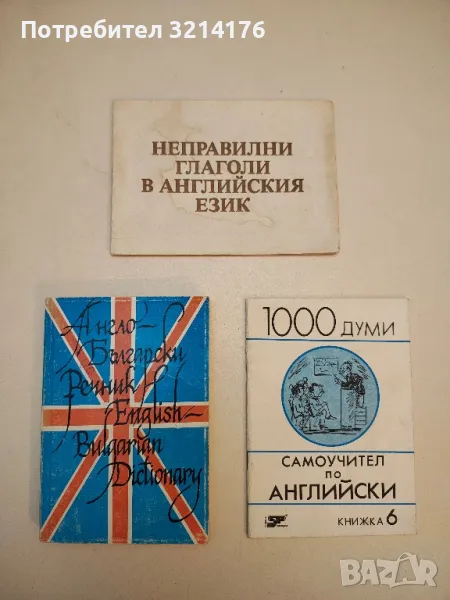 Потребител 3214176
НЕПРАВИЛНИ
ГЛАГОЛИ
В АНГЛИЙСКИЯ
ЕЗИК
Англо-
Български
Речник
English-
Bulgarian
Dictionary
1000 ДУМИ
САМОУЧИТЕЛ
ПО
АНГЛИЙСКИ
КНИЖКА 6
BAZAR